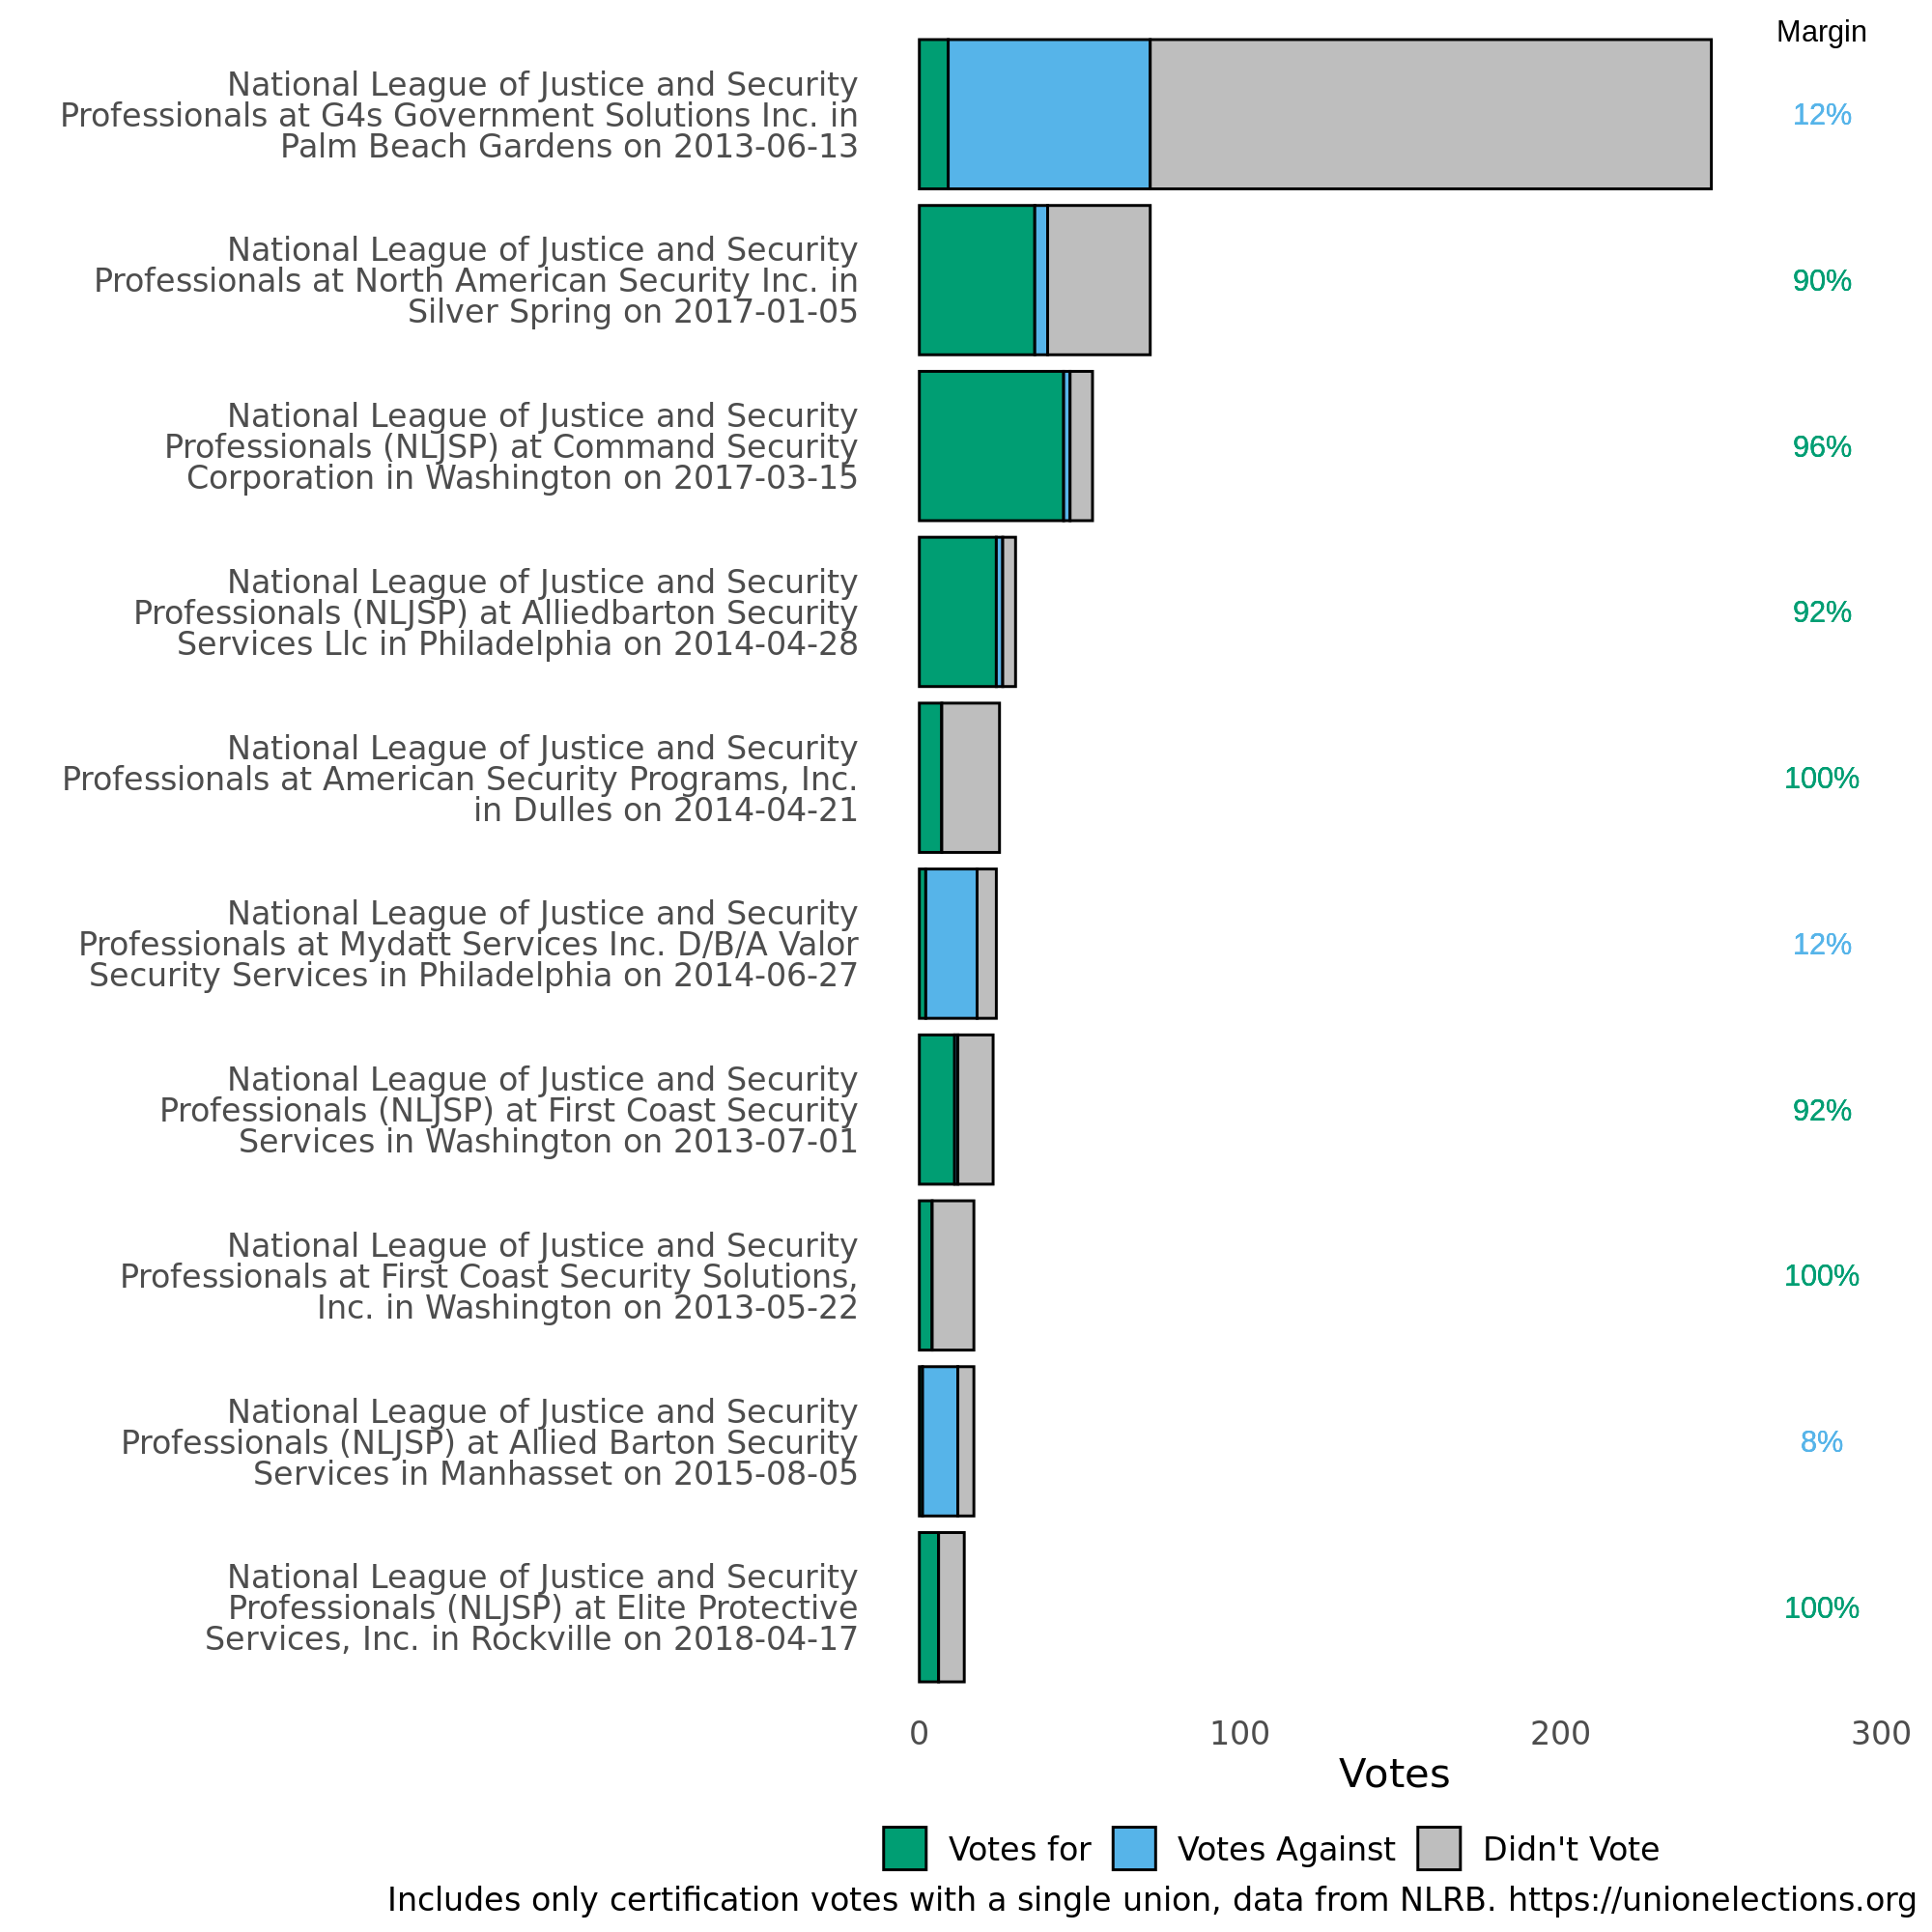 Margin
National League of Justice and Security
Professionals at G4s Government Solutions Inc. in
Palm Beach Gardens on 2013-06-13
12%
National League of Justice and Security
Professionals at North American Security Inc. in
Silver Spring on 2017-01-05
90%
National League of Justice and Security
Professionals (NLJSP) at Command Security
Corporation in Washington on 2017-03-15
96%
National League of Justice and Security
Professionals (NLJSP) at Alliedbarton Security
Services Llc in Philadelphia on 2014-04-28
92%
National League of Justice and Security
Professionals at American Security Programs, Inc.
in Dulles on 2014-04-21
100%
National League of Justice and Security
Professionals at Mydatt Services Inc. D/B/A Valor
Security Services in Philadelphia on 2014-06-27
12%
National League of Justice and Security
Professionals (NLJSP) at First Coast Security
Services in Washington on 2013-07-01
92%
National League of Justice and Security
Professionals at First Coast Security Solutions,
Inc. in Washington on 2013-05-22
100%
National League of Justice and Security
Professionals (NLJSP) at Allied Barton Security
Services in Manhasset on 2015-08-05
8%
National League of Justice and Security
Professionals (NLJSP) at Elite Protective
Services, Inc. in Rockville on 2018-04-17
100%
0 100 200 300
Votes
Votes for Votes Against Didn't Vote
Includes only certification votes with a single union, data from NLRB. https://unionelections.org